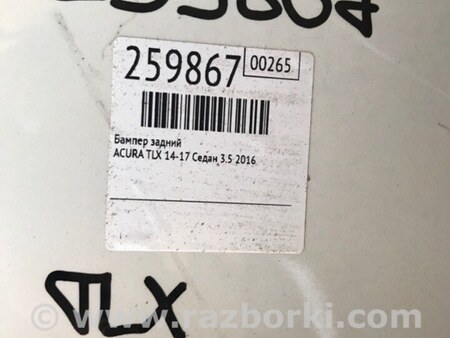 259867
00265
Бампер задний
ACURA TLX 14-17 Седан 3.5 2016
TLX
www.razborki.com